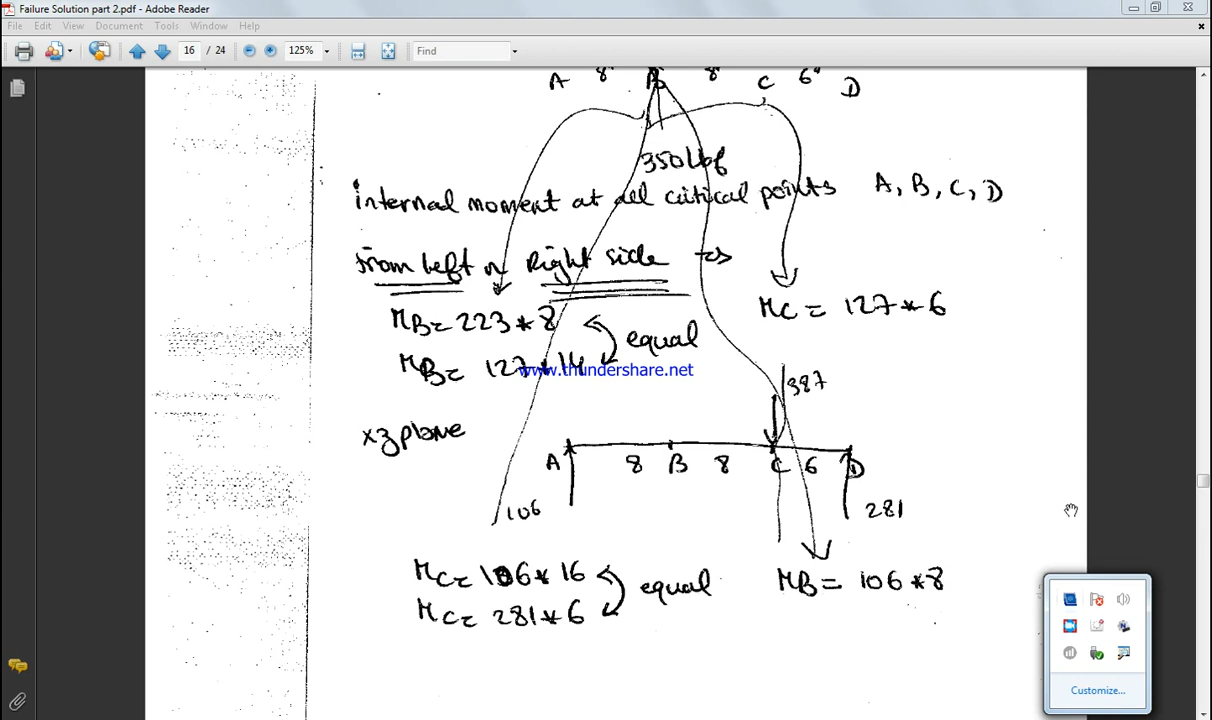 Failure Solution part 2.pdf - Adobe Reader
File Edit View Document Tools Window Help
16 / 24 125% Find
A 8" B 8" C 6" D
350 lbf
internal moment at all critical points A, B, C, D
from left or Right side =>
MB = 223 * 8
MC = 127 * 6
MB = 127 * 14
equal
www.thundershare.net
387
xz plane
A 8 B 8 C 6 D
106
281
MC = 106 * 16
MC = 281 * 6
equal
MB = 106 * 8
Customize...